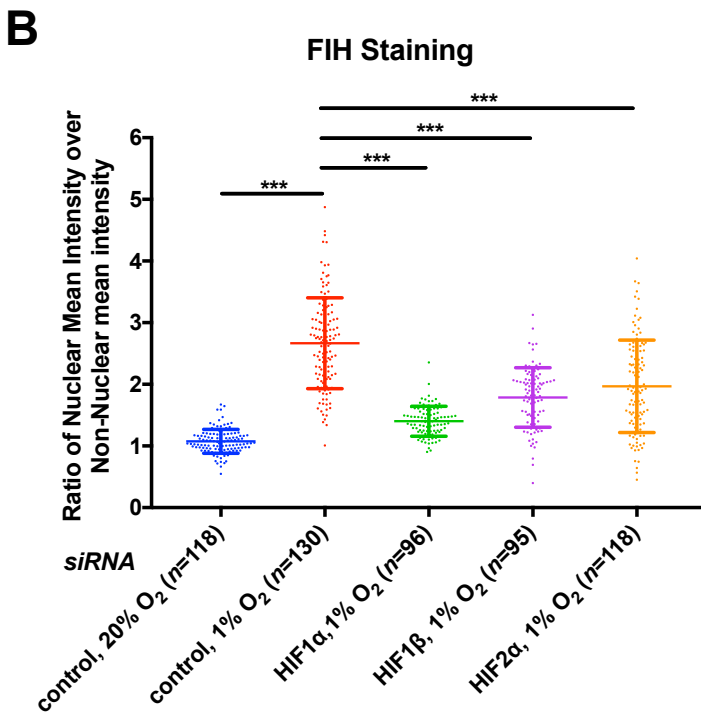 B
FIH Staining
***
***
***
***
Ratio of Nuclear Mean Intensity over
Non-Nuclear mean intensity
6
5
4
3
2
1
0
siRNA
control, 20% O₂ (n=118)
control, 1% O₂ (n=130)
HIF1α, 1% O₂ (n=96)
HIF1β, 1% O₂ (n=95)
HIF2α, 1% O₂ (n=118)